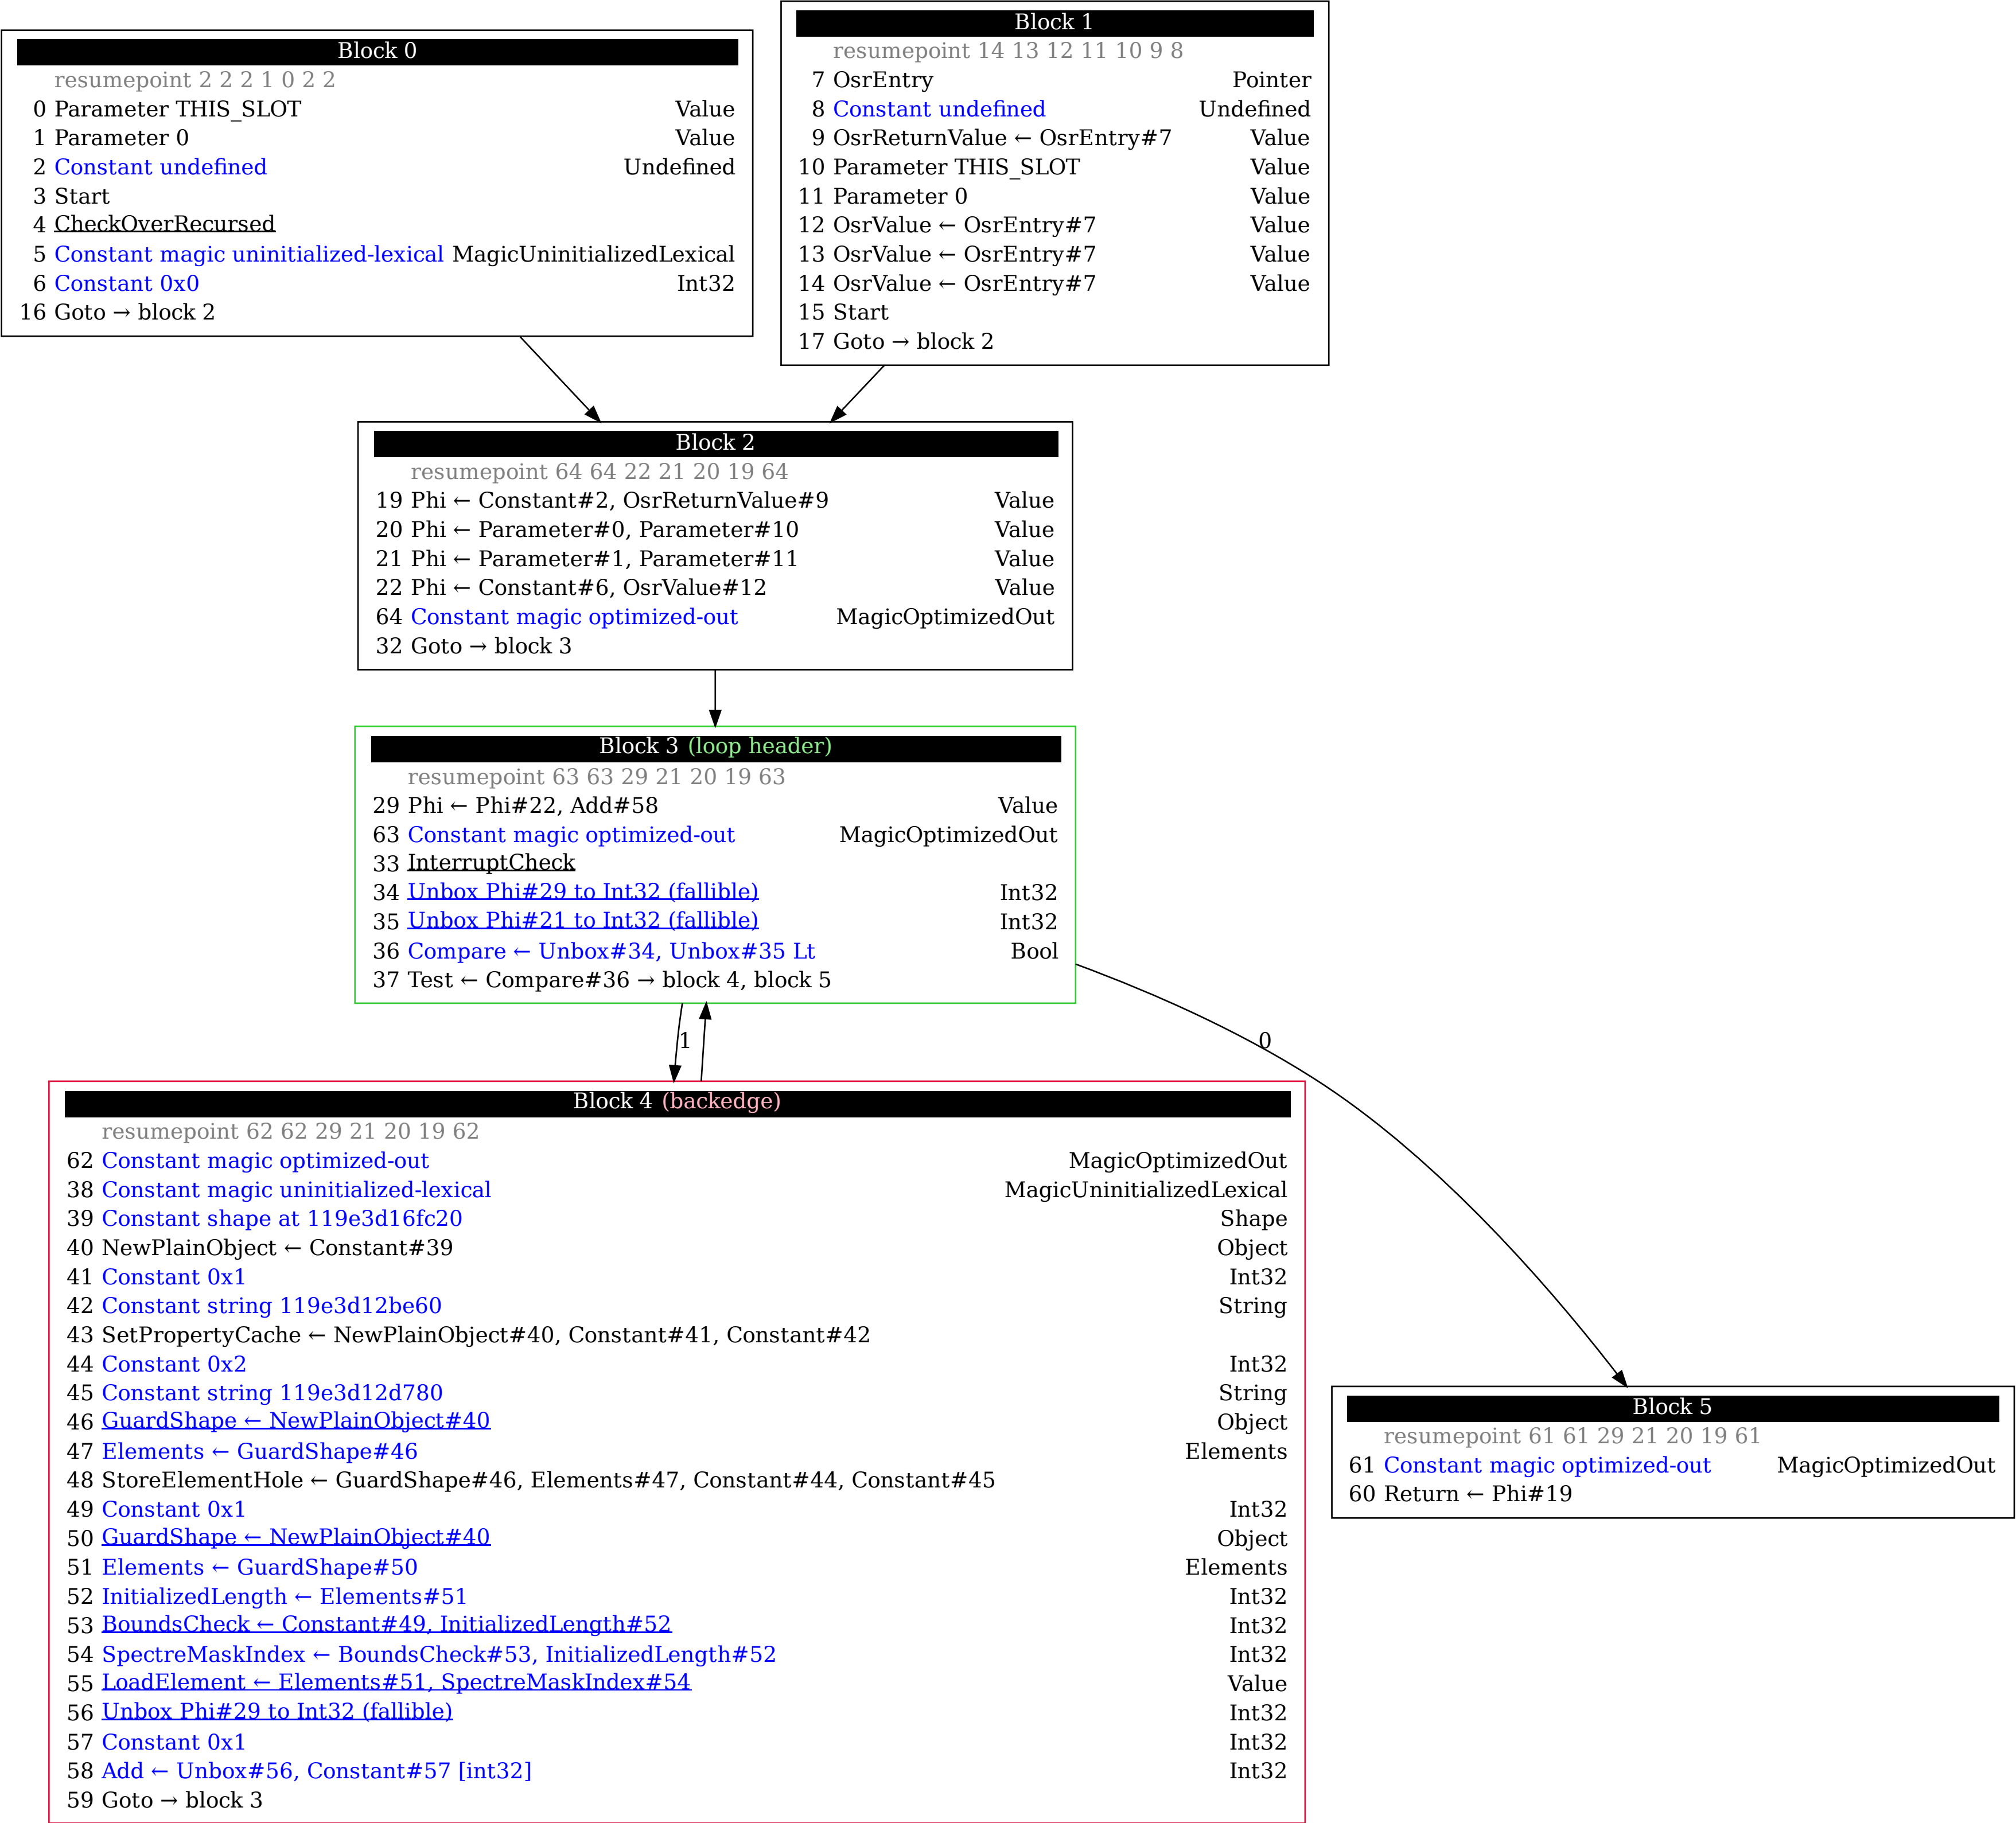 Block 0
resumepoint 2 2 2 1 0 2 2
0 Parameter THIS_SLOT Value
1 Parameter 0 Value
2 Constant undefined Undefined
3 Start
4 CheckOverRecursed
5 Constant magic uninitialized-lexical MagicUninitializedLexical
6 Constant 0x0 Int32
16 Goto → block 2
Block 1
resumepoint 14 13 12 11 10 9 8
7 OsrEntry Pointer
8 Constant undefined Undefined
9 OsrReturnValue ← OsrEntry#7 Value
10 Parameter THIS_SLOT Value
11 Parameter 0 Value
12 OsrValue ← OsrEntry#7 Value
13 OsrValue ← OsrEntry#7 Value
14 OsrValue ← OsrEntry#7 Value
15 Start
17 Goto → block 2
Block 2
resumepoint 64 64 22 21 20 19 64
19 Phi ← Constant#2, OsrReturnValue#9 Value
20 Phi ← Parameter#0, Parameter#10 Value
21 Phi ← Parameter#1, Parameter#11 Value
22 Phi ← Constant#6, OsrValue#12 Value
64 Constant magic optimized-out MagicOptimizedOut
32 Goto → block 3
Block 3 (loop header)
resumepoint 63 63 29 21 20 19 63
29 Phi ← Phi#22, Add#58 Value
63 Constant magic optimized-out MagicOptimizedOut
33 InterruptCheck
34 Unbox Phi#29 to Int32 (fallible) Int32
35 Unbox Phi#21 to Int32 (fallible) Int32
36 Compare ← Unbox#34, Unbox#35 Lt Bool
37 Test ← Compare#36 → block 4, block 5
1
0
Block 4 (backedge)
resumepoint 62 62 29 21 20 19 62
62 Constant magic optimized-out MagicOptimizedOut
38 Constant magic uninitialized-lexical MagicUninitializedLexical
39 Constant shape at 119e3d16fc20 Shape
40 NewPlainObject ← Constant#39 Object
41 Constant 0x1 Int32
42 Constant string 119e3d12be60 String
43 SetPropertyCache ← NewPlainObject#40, Constant#41, Constant#42
44 Constant 0x2 Int32
45 Constant string 119e3d12d780 String
46 GuardShape ← NewPlainObject#40 Object
47 Elements ← GuardShape#46 Elements
48 StoreElementHole ← GuardShape#46, Elements#47, Constant#44, Constant#45
49 Constant 0x1 Int32
50 GuardShape ← NewPlainObject#40 Object
51 Elements ← GuardShape#50 Elements
52 InitializedLength ← Elements#51 Int32
53 BoundsCheck ← Constant#49, InitializedLength#52 Int32
54 SpectreMaskIndex ← BoundsCheck#53, InitializedLength#52 Int32
55 LoadElement ← Elements#51, SpectreMaskIndex#54 Value
56 Unbox Phi#29 to Int32 (fallible) Int32
57 Constant 0x1 Int32
58 Add ← Unbox#56, Constant#57 [int32] Int32
59 Goto → block 3
Block 5
resumepoint 61 61 29 21 20 19 61
61 Constant magic optimized-out MagicOptimizedOut
60 Return ← Phi#19